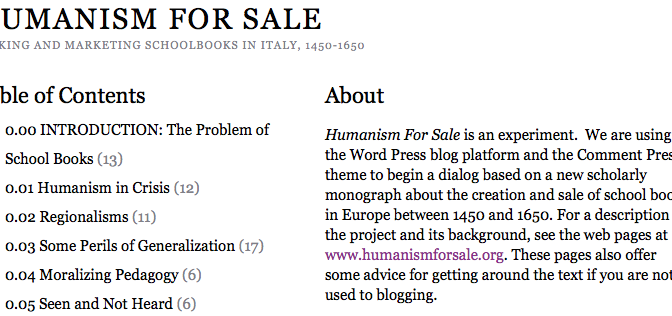 UMANISM FOR SALE
KING AND MARKETING SCHOOLBOOKS IN ITALY, 1450-1650
ble of Contents
0.00 INTRODUCTION: The Problem of
School Books (13)
0.01 Humanism in Crisis (12)
0.02 Regionalisms (11)
0.03 Some Perils of Generalization (17)
0.04 Moralizing Pedagogy (6)
0.05 Seen and Not Heard (6)
About
Humanism For Sale is an experiment. We are using
the Word Press blog platform and the Comment Pres
theme to begin a dialog based on a new scholarly
monograph about the creation and sale of school boo
in Europe between 1450 and 1650. For a description
the project and its background, see the web pages at
www.humanismforsale.org. These pages also offer
some advice for getting around the text if you are not
used to blogging.